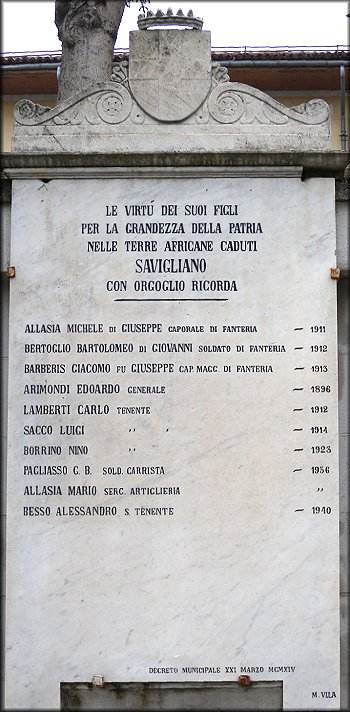 LE VIRTÚ DEI SUOI FIGLI
PER LA GRANDEZZA DELLA PATRIA
NELLE TERRE AFRICANE CADUTI
SAVIGLIANO
CON ORGOGLIO RICORDA
ALLASIA MICHELE DI GIUSEPPE CAPORALE DI FANTERIA – 1911
BERTOGLIO BARTOLOMEO DI GIOVANNI SOLDATO DI FANTERIA – 1912
BARBERIS GIACOMO FU GIUSEPPE CAP. MAGG. DI FANTERIA – 1913
ARIMONDI EDOARDO GENERALE – 1896
LAMBERTI CARLO TENENTE – 1912
SACCO LUIGI " " – 1914
BORRINO NINO " " – 1923
PAGLIASSO G. B. SOLD. CARRISTA – 1936
ALLASIA MARIO SERG. ARTIGLIERIA "
BESSO ALESSANDRO S. TENENTE – 1940
DECRETO MUNICIPALE XXI MARZO MCMXIV
M. VILLA